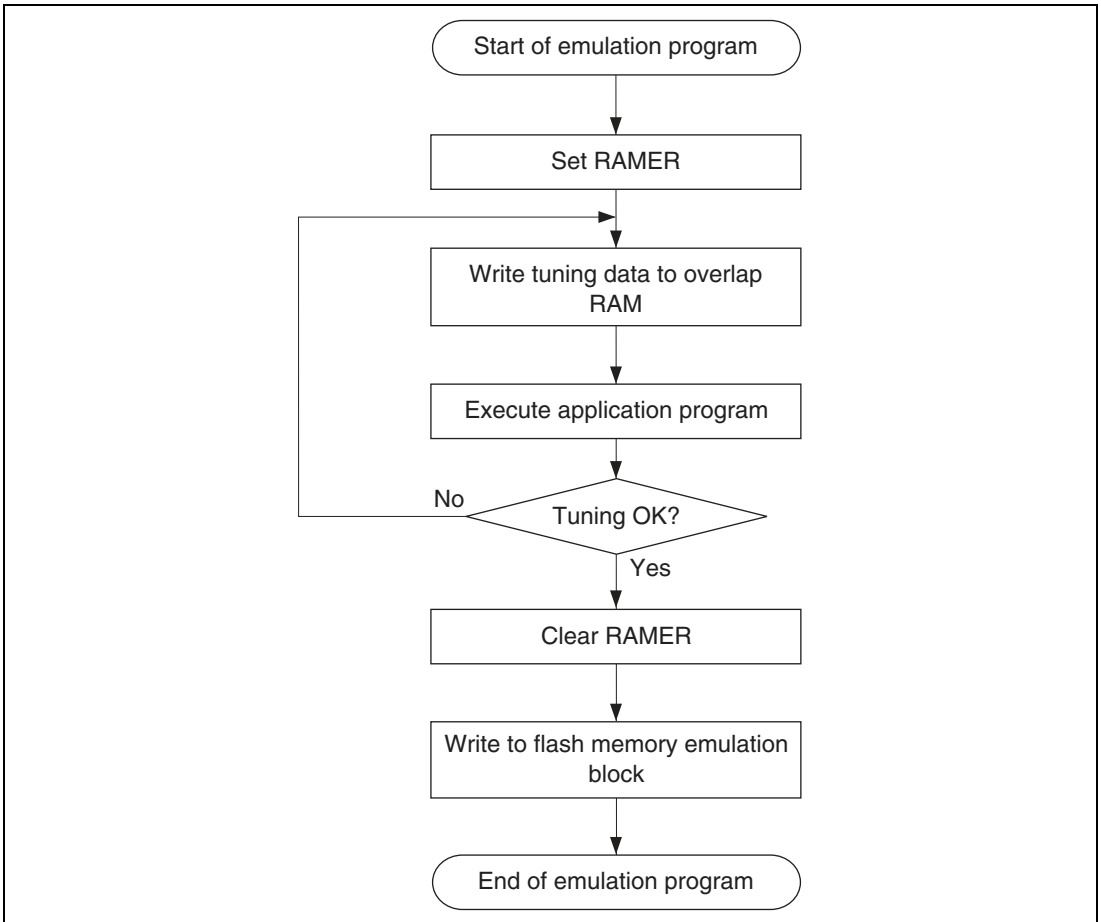 Start of emulation program
Set RAMER
Write tuning data to overlap
RAM
Execute application program
No
Tuning OK?
Yes
Clear RAMER
Write to flash memory emulation
block
End of emulation program